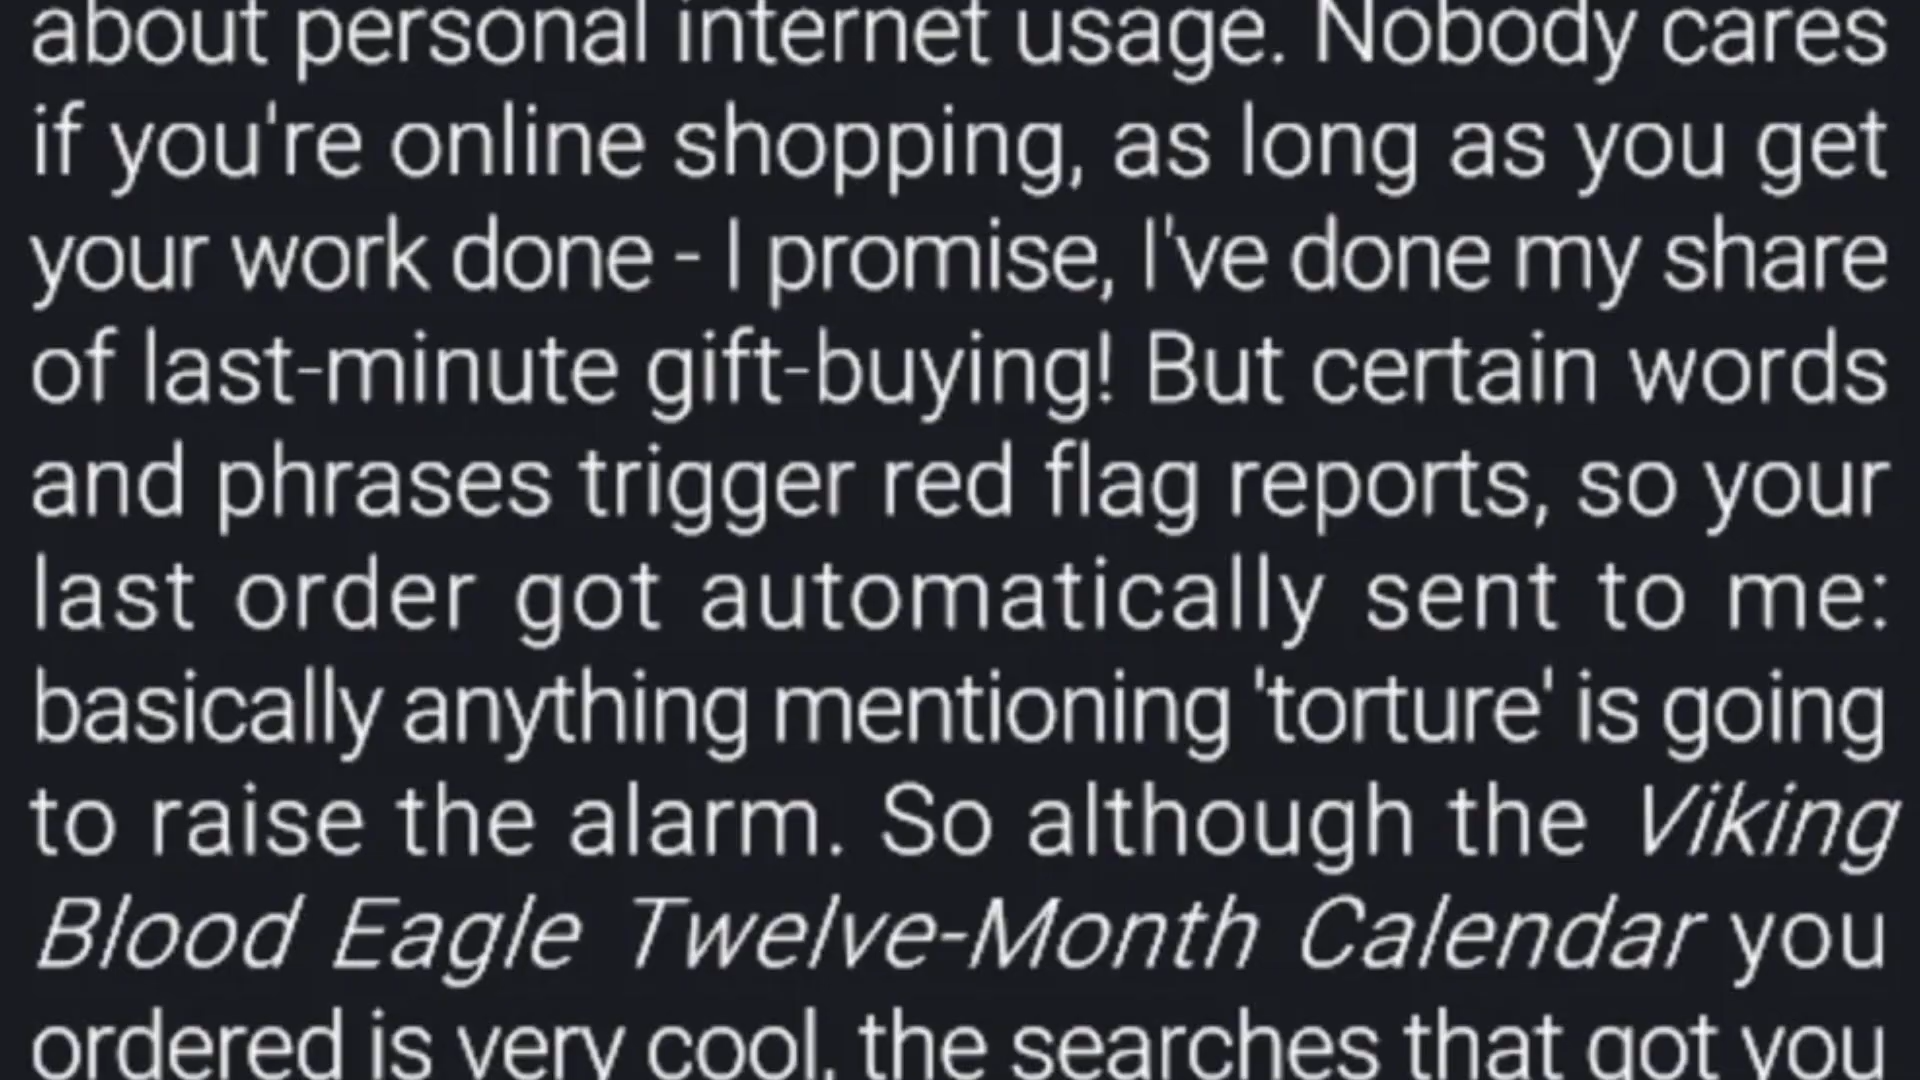 about personal internet usage. Nobody cares
if you're online shopping, as long as you get
your work done - I promise, I've done my share
of last-minute gift-buying! But certain words
and phrases trigger red flag reports, so your
last order got automatically sent to me:
basically anything mentioning 'torture' is going
to raise the alarm. So although the Viking
Blood Eagle Twelve-Month Calendar you
ordered is very cool, the searches that got you